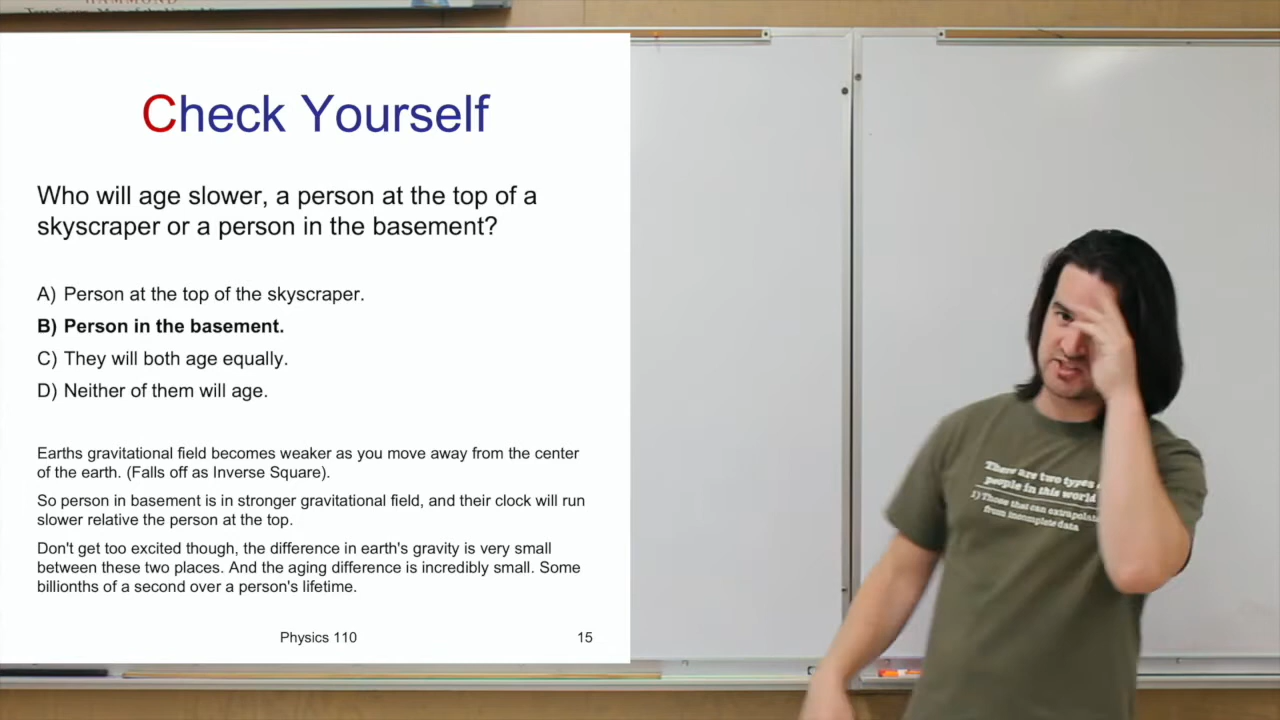 HAMMOND
Check Yourself
Who will age slower, a person at the top of a
skyscraper or a person in the basement?
A) Person at the top of the skyscraper.
B) Person in the basement.
C) They will both age equally.
D) Neither of them will age.
Earths gravitational field becomes weaker as you move away from the center
of the earth. (Falls off as Inverse Square).
So person in basement is in stronger gravitational field, and their clock will run
slower relative the person at the top.
Don't get too excited though, the difference in earth's gravity is very small
between these two places. And the aging difference is incredibly small. Some
billionths of a second over a person's lifetime.
Physics 110
15
There are two types
people in this world
1) Those that can extrapolate
from incomplete data